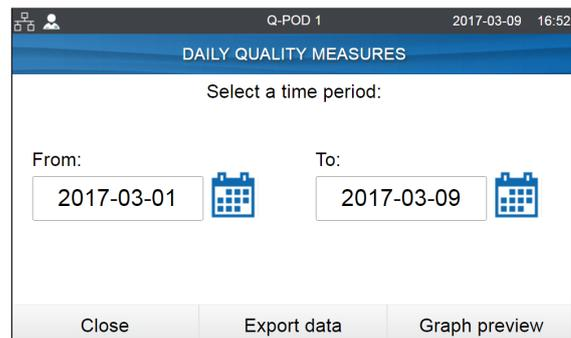 Q-POD 1 2017-03-09 16:52
DAILY QUALITY MEASURES
Select a time period:
From: To:
2017-03-01 2017-03-09
Close Export data Graph preview